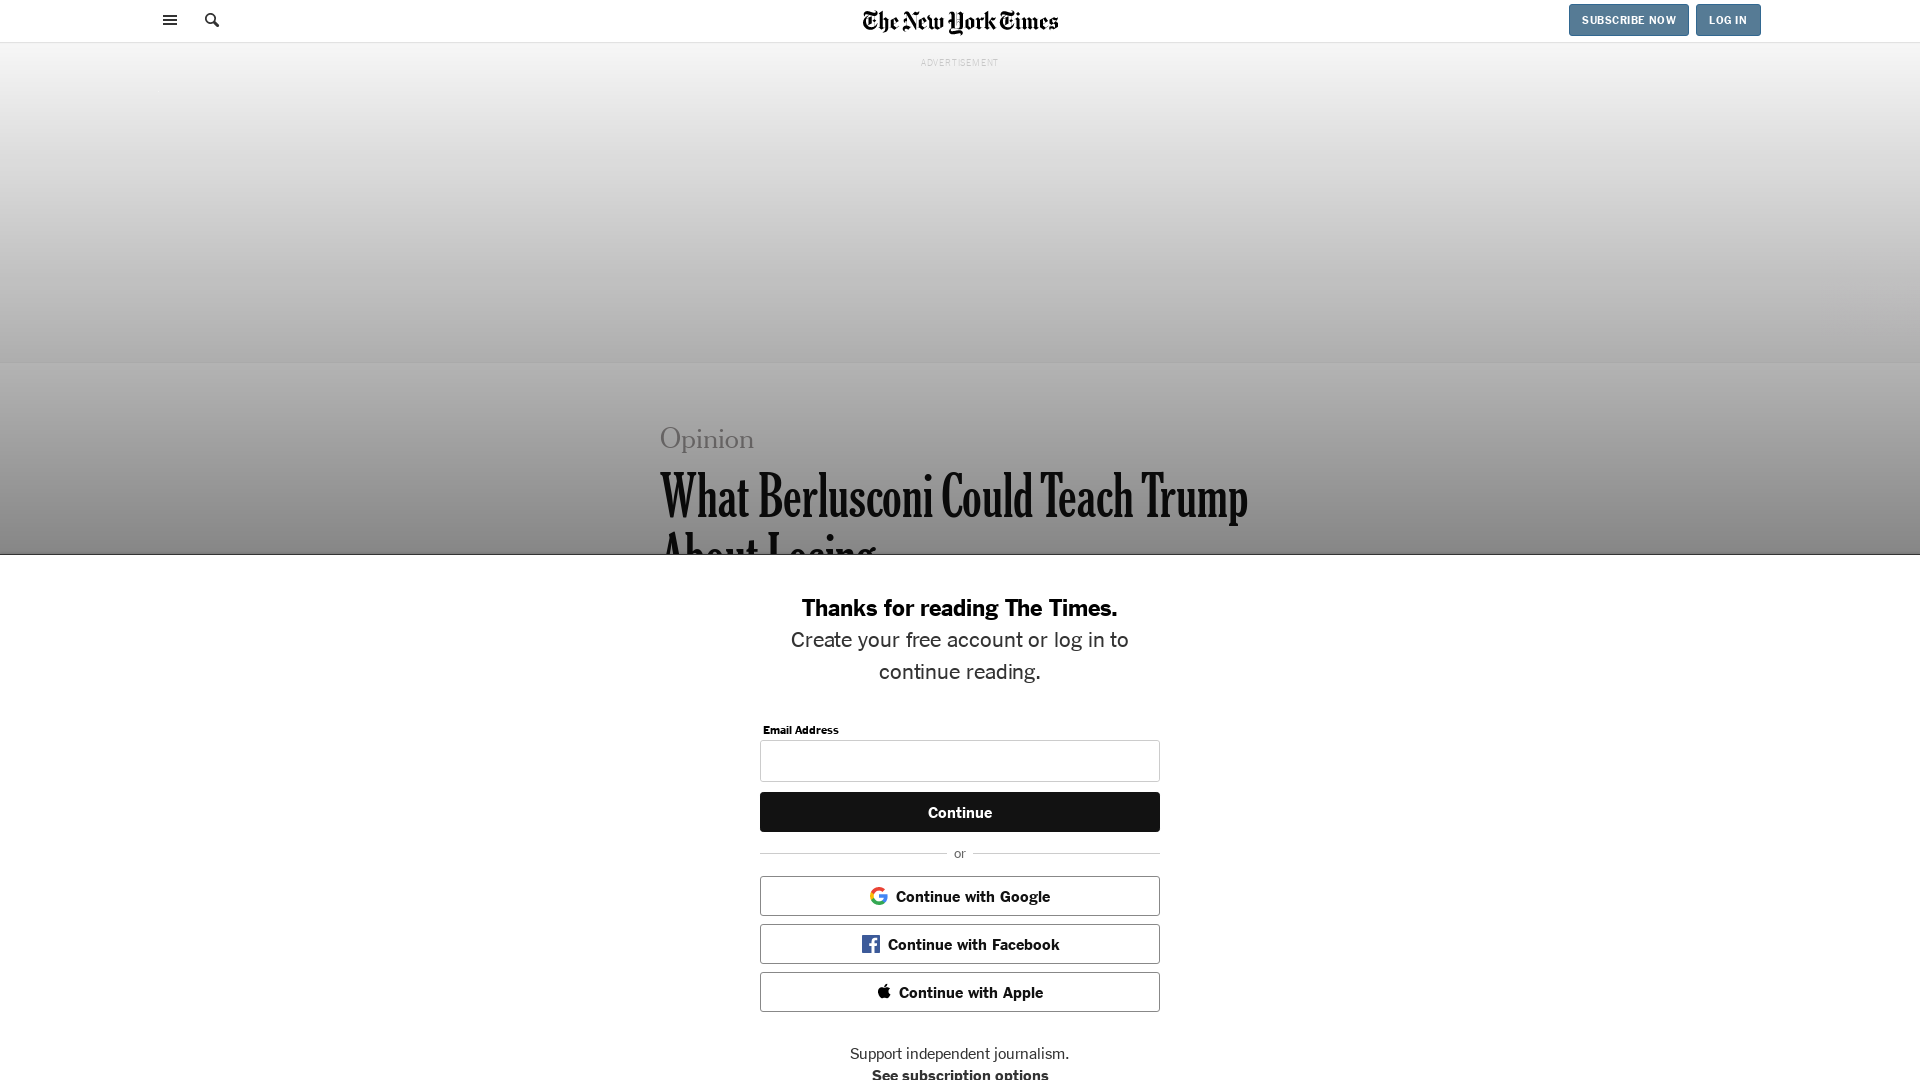 The New York Times
SUBSCRIBE NOW
LOG IN
ADVERTISEMENT
Opinion
What Berlusconi Could Teach Trump
About Losing
Thanks for reading The Times.
Create your free account or log in to
continue reading.
Email Address
Continue
or
Continue with Google
Continue with Facebook
Continue with Apple
Support independent journalism.
See subscription options